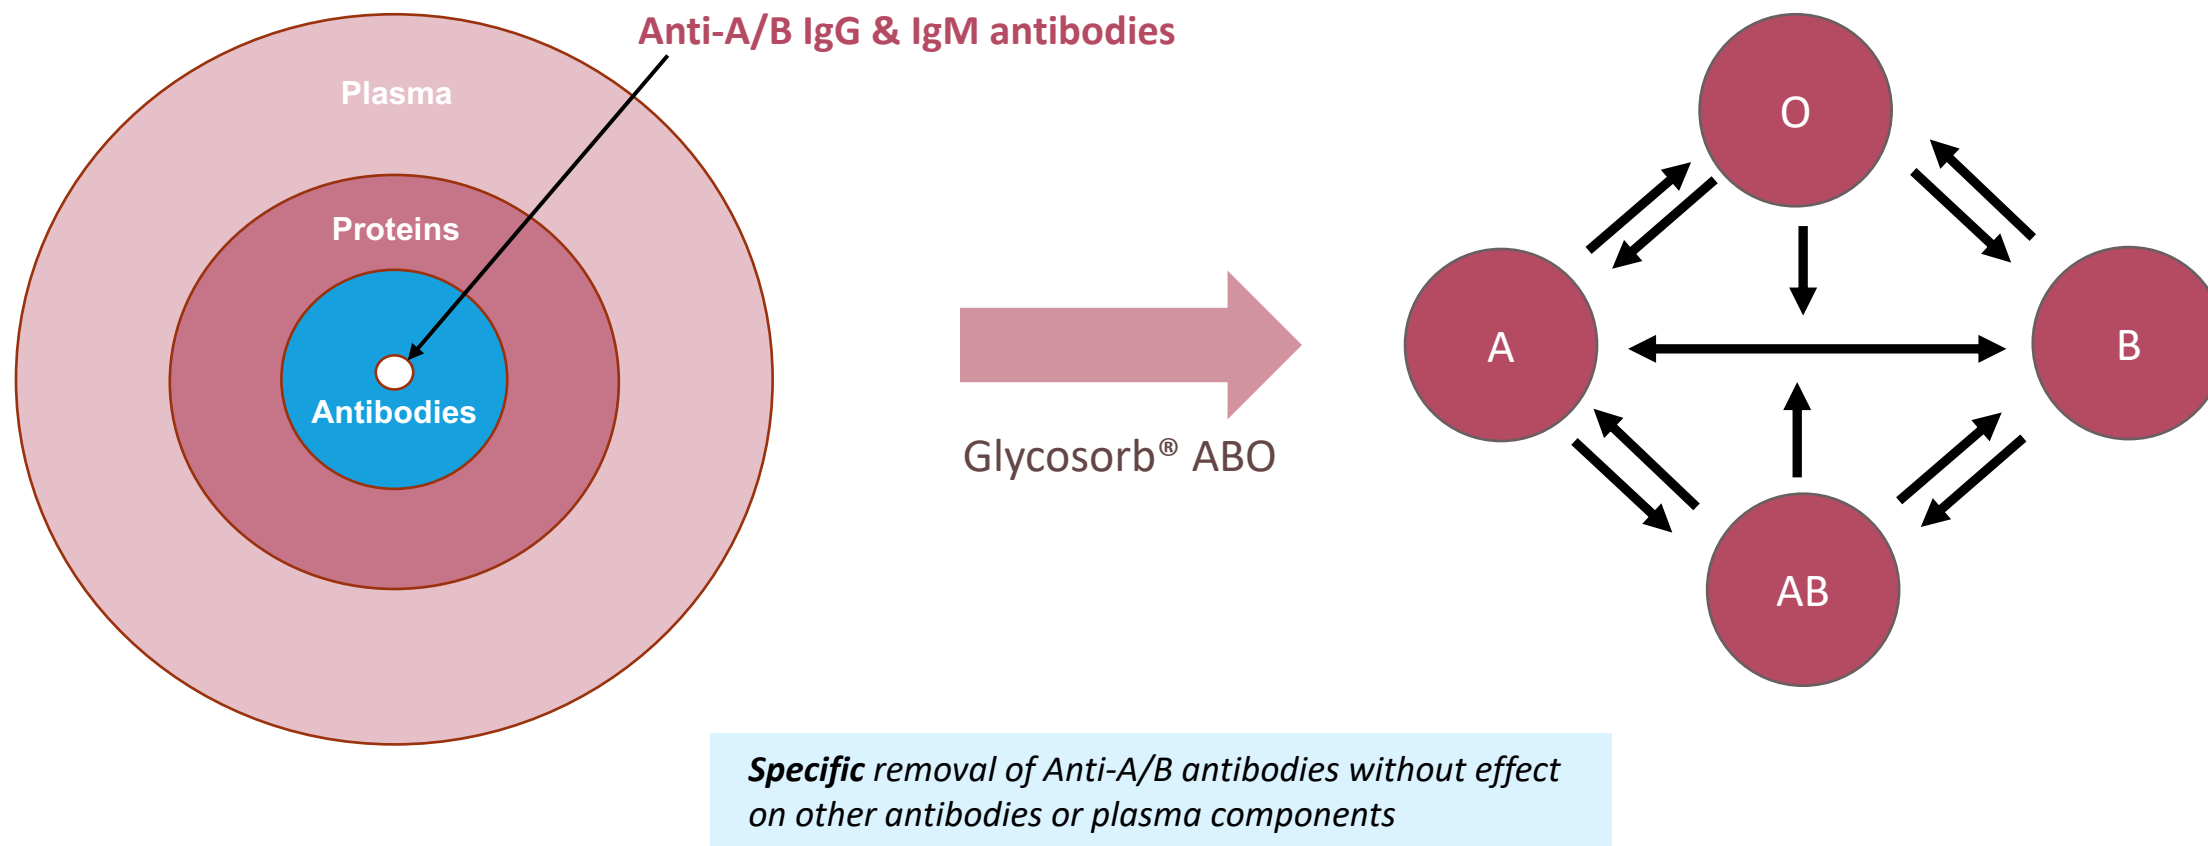 Anti-A/B IgG & IgM antibodies
Plasma
Proteins
Antibodies
Glycosorb® ABO
O
A
B
AB
Specific removal of Anti-A/B antibodies without effect
on other antibodies or plasma components